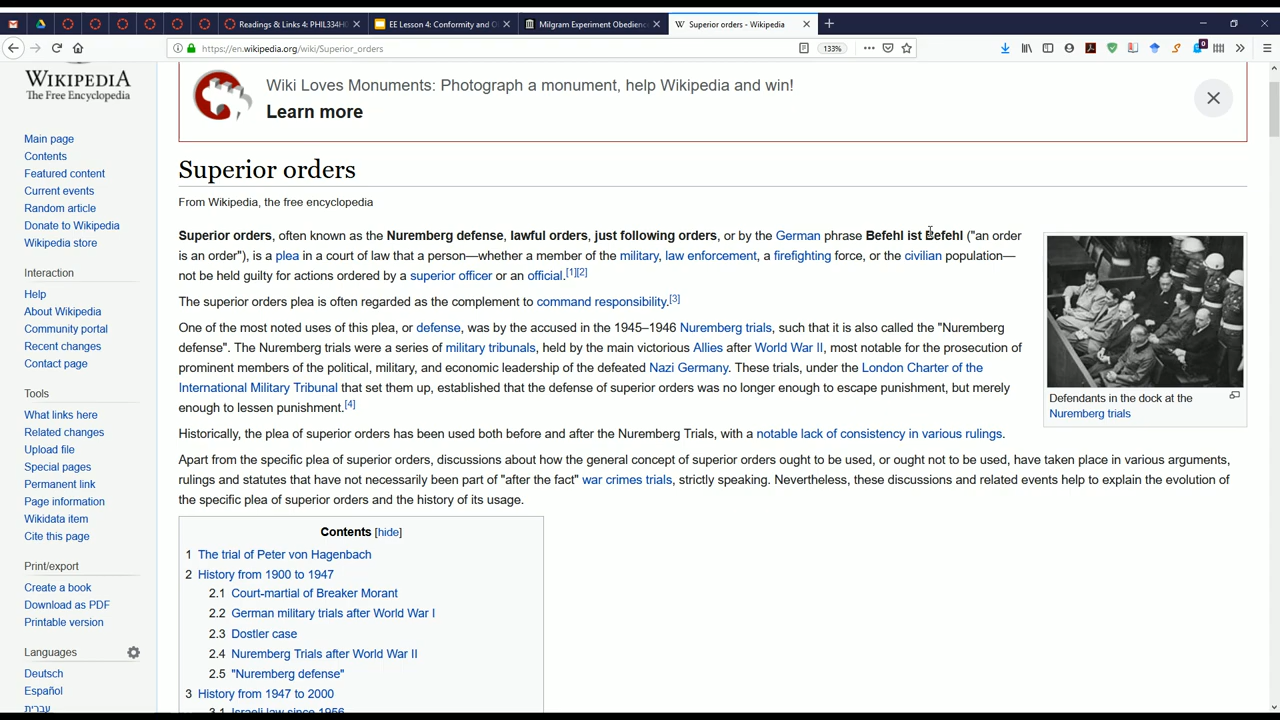 Readings & Links 4: PHIL334H
EE Lesson 4: Conformity and O
Milgram Experiment Obedienc
W Superior orders - Wikipedia
https://en.wikipedia.org/wiki/Superior_orders
133%
WIKIPEDIA
The Free Encyclopedia
Main page
Contents
Featured content
Current events
Random article
Donate to Wikipedia
Wikipedia store
Interaction
Help
About Wikipedia
Community portal
Recent changes
Contact page
Tools
What links here
Related changes
Upload file
Special pages
Permanent link
Page information
Wikidata item
Cite this page
Print/export
Create a book
Download as PDF
Printable version
Languages
Deutsch
Español
עברית
Wiki Loves Monuments: Photograph a monument, help Wikipedia and win!
Learn more
Superior orders
From Wikipedia, the free encyclopedia
Superior orders, often known as the Nuremberg defense, lawful orders, just following orders, or by the German phrase Befehl ist Befehl ("an order
is an order"), is a plea in a court of law that a person—whether a member of the military, law enforcement, a firefighting force, or the civilian population—
not be held guilty for actions ordered by a superior officer or an official.[1][2]
The superior orders plea is often regarded as the complement to command responsibility.[3]
One of the most noted uses of this plea, or defense, was by the accused in the 1945–1946 Nuremberg trials, such that it is also called the "Nuremberg
defense". The Nuremberg trials were a series of military tribunals, held by the main victorious Allies after World War II, most notable for the prosecution of
prominent members of the political, military, and economic leadership of the defeated Nazi Germany. These trials, under the London Charter of the
International Military Tribunal that set them up, established that the defense of superior orders was no longer enough to escape punishment, but merely
enough to lessen punishment.[4]
Historically, the plea of superior orders has been used both before and after the Nuremberg Trials, with a notable lack of consistency in various rulings.
Apart from the specific plea of superior orders, discussions about how the general concept of superior orders ought to be used, or ought not to be used, have taken place in various arguments,
rulings and statutes that have not necessarily been part of "after the fact" war crimes trials, strictly speaking. Nevertheless, these discussions and related events help to explain the evolution of
the specific plea of superior orders and the history of its usage.
Defendants in the dock at the
Nuremberg trials
Contents [hide]
1 The trial of Peter von Hagenbach
2 History from 1900 to 1947
2.1 Court-martial of Breaker Morant
2.2 German military trials after World War I
2.3 Dostler case
2.4 Nuremberg Trials after World War II
2.5 "Nuremberg defense"
3 History from 1947 to 2000
3.1 Israeli law since 1956